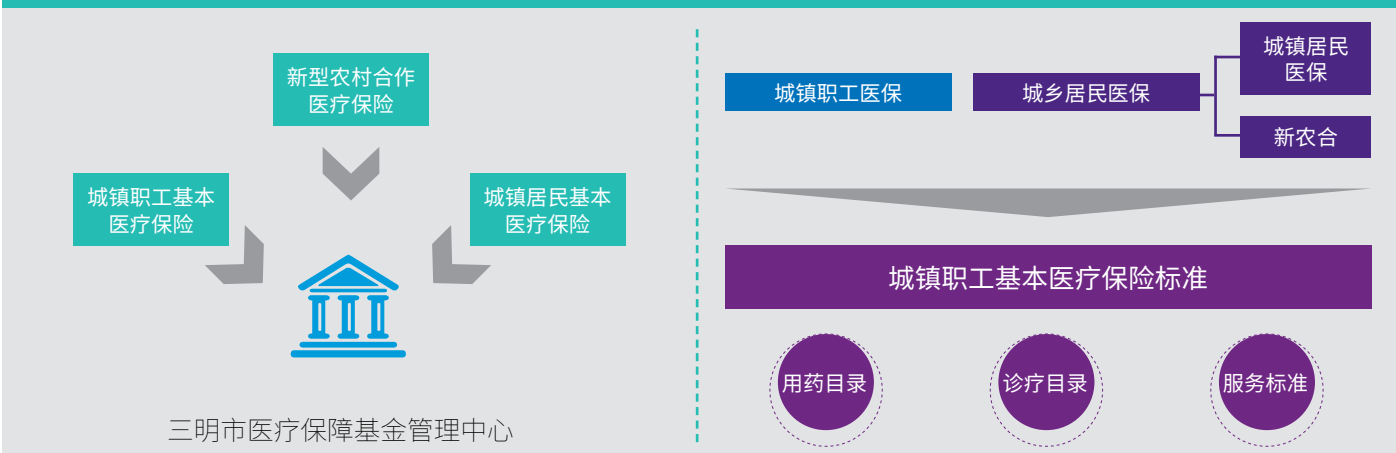 新型农村合作
医疗保险
城镇职工基本
医疗保险
城镇居民基本
医疗保险
三明市医疗保障基金管理中心
城镇职工医保
城乡居民医保
城镇居民
医保
新农合
城镇职工基本医疗保险标准
用药目录
诊疗目录
服务标准